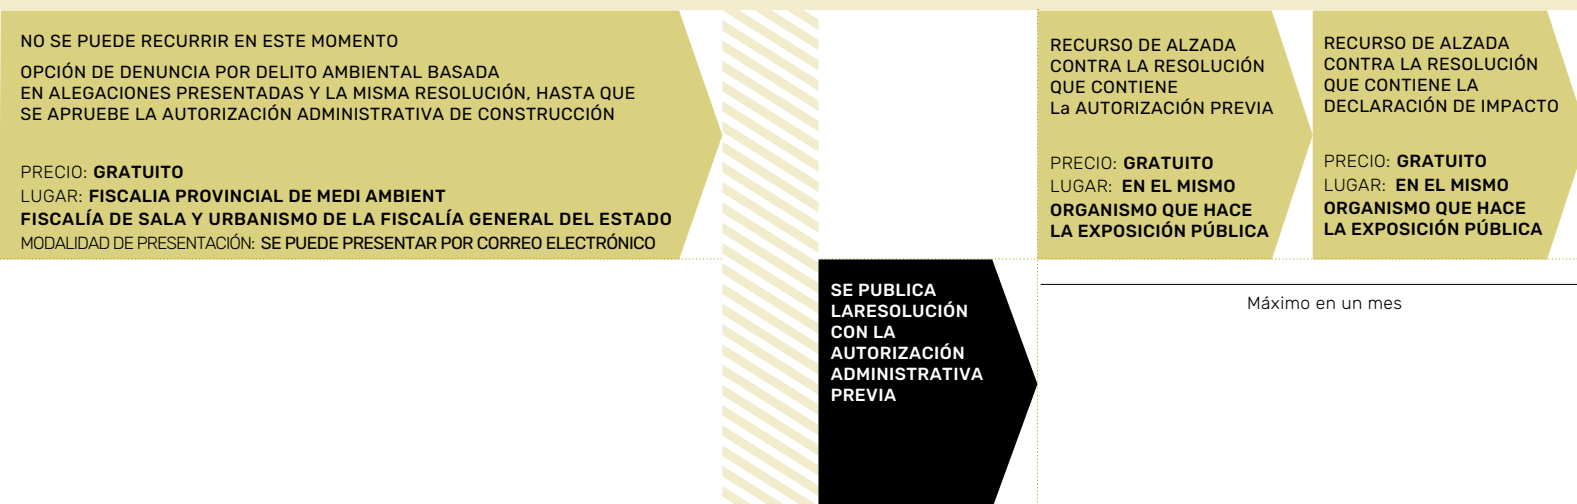 NO SE PUEDE RECURRIR EN ESTE MOMENTO
OPCIÓN DE DENUNCIA POR DELITO AMBIENTAL BASADA
EN ALEGACIONES PRESENTADAS Y LA MISMA RESOLUCIÓN, HASTA QUE
SE APRUEBE LA AUTORIZACIÓN ADMINISTRATIVA DE CONSTRUCCIÓN
PRECIO: GRATUITO
LUGAR: FISCALIA PROVINCIAL DE MEDI AMBIENT
FISCALÍA DE SALA Y URBANISMO DE LA FISCALÍA GENERAL DEL ESTADO
MODALIDAD DE PRESENTACIÓN: SE PUEDE PRESENTAR POR CORREO ELECTRÓNICO
SE PUBLICA
LARESOLUCIÓN
CON LA
AUTORIZACIÓN
ADMINISTRATIVA
PREVIA
RECURSO DE ALZADA
CONTRA LA RESOLUCIÓN
QUE CONTIENE
La AUTORIZACIÓN PREVIA
PRECIO: GRATUITO
LUGAR: EN EL MISMO
ORGANISMO QUE HACE
LA EXPOSICIÓN PÚBLICA
RECURSO DE ALZADA
CONTRA LA RESOLUCIÓN
QUE CONTIENE LA
DECLARACIÓN DE IMPACTO
PRECIO: GRATUITO
LUGAR: EN EL MISMO
ORGANISMO QUE HACE
LA EXPOSICIÓN PÚBLICA
Máximo en un mes